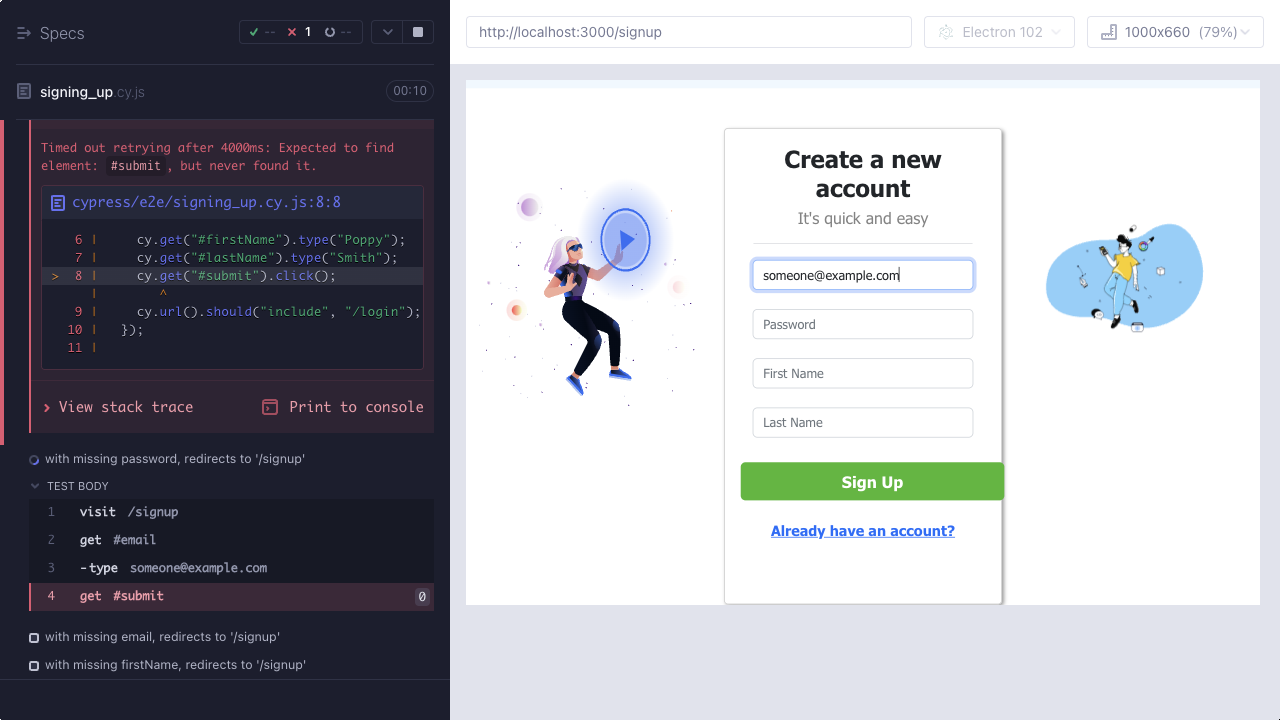 Specs
-- 1 --
signing_up.cy.js
00:10
Timed out retrying after 4000ms: Expected to find
element: #submit, but never found it.
cypress/e2e/signing_up.cy.js:8:8
6 | cy.get("#firstName").type("Poppy");
7 | cy.get("#lastName").type("Smith");
> 8 | cy.get("#submit").click();
| ^
9 | cy.url().should("include", "/login");
10 | });
11 |
View stack trace
Print to console
with missing password, redirects to '/signup'
TEST BODY
1 visit /signup
2 get #email
3 -type someone@example.com
4 get #submit 0
with missing email, redirects to '/signup'
with missing firstName, redirects to '/signup'
http://localhost:3000/signup
Electron 102
1000x660 (79%)
Create a new
account
It's quick and easy
someone@example.com
Password
First Name
Last Name
Sign Up
Already have an account?